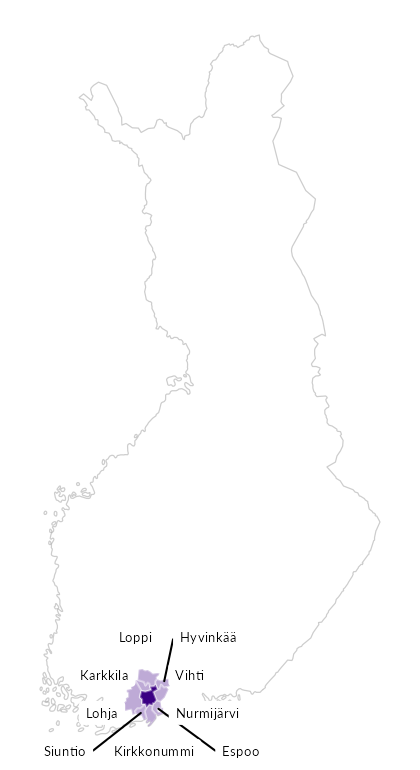 Loppi Hyvinkää
Karkkila Vihti
Lohja Nurmijärvi
Siuntio Kirkkonummi Espoo